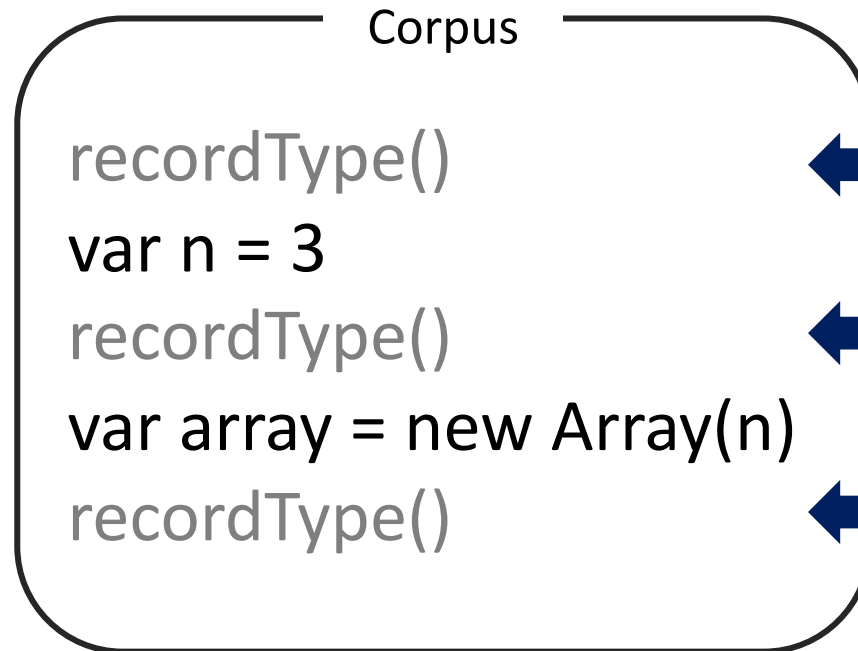 Corpus
recordType()
var n = 3
recordType()
var array = new Array(n)
recordType()